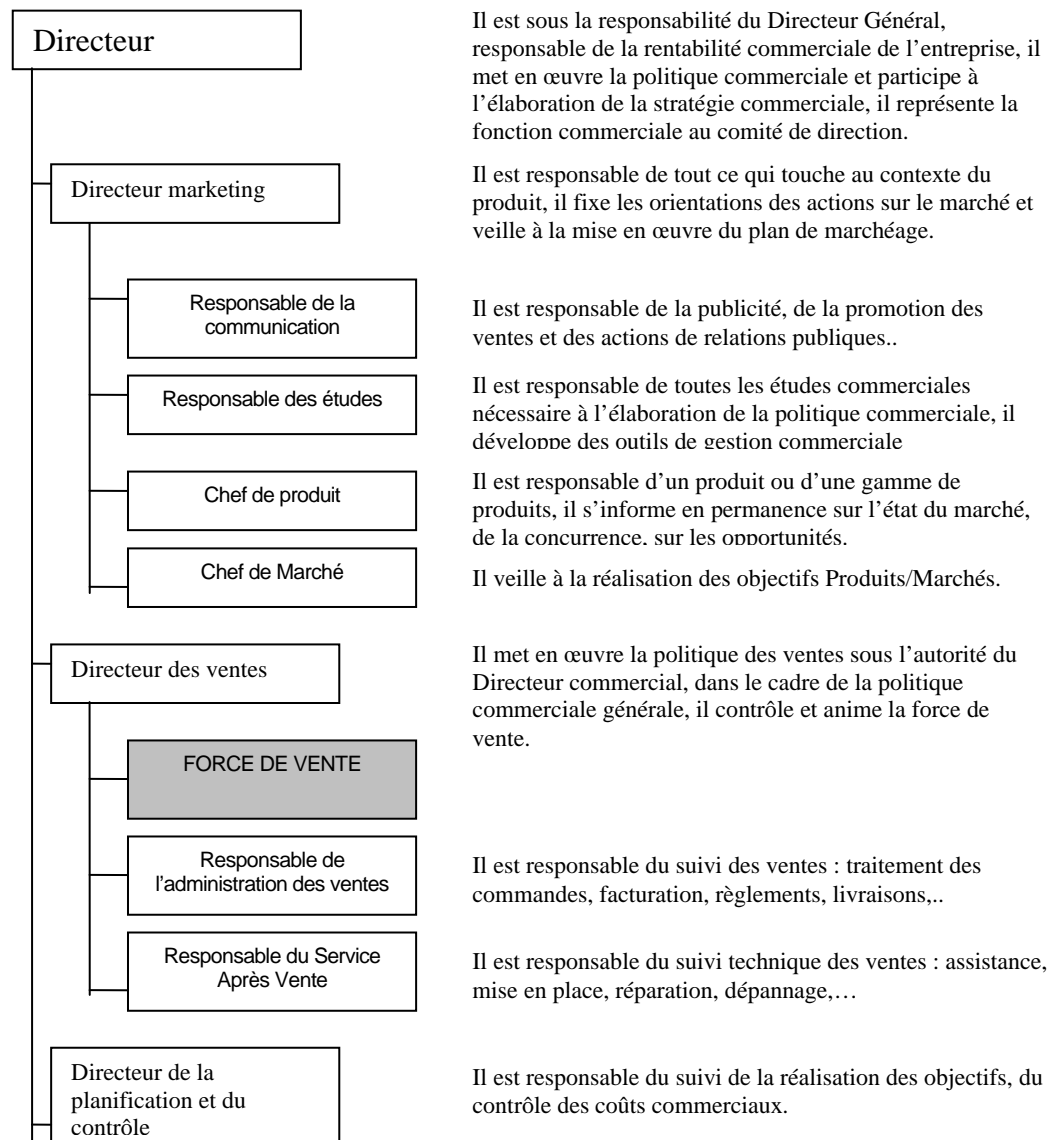 Directeur
Il est sous la responsabilité du Directeur Général,
responsable de la rentabilité commerciale de l’entreprise, il
met en œuvre la politique commerciale et participe à
l’élaboration de la stratégie commerciale, il représente la
fonction commerciale au comité de direction.
Directeur marketing
Il est responsable de tout ce qui touche au contexte du
produit, il fixe les orientations des actions sur le marché et
veille à la mise en œuvre du plan de marchéage.
Responsable de la
communication
Il est responsable de la publicité, de la promotion des
ventes et des actions de relations publiques..
Responsable des études
Il est responsable de toutes les études commerciales
nécessaire à l’élaboration de la politique commerciale, il
développe des outils de gestion commerciale
Chef de produit
Il est responsable d’un produit ou d’une gamme de
produits, il s’informe en permanence sur l’état du marché,
de la concurrence, sur les opportunités.
Chef de Marché
Il veille à la réalisation des objectifs Produits/Marchés.
Directeur des ventes
Il met en œuvre la politique des ventes sous l’autorité du
Directeur commercial, dans le cadre de la politique
commerciale générale, il contrôle et anime la force de
vente.
FORCE DE VENTE
Responsable de
l’administration des ventes
Il est responsable du suivi des ventes : traitement des
commandes, facturation, règlements, livraisons,..
Responsable du Service
Après Vente
Il est responsable du suivi technique des ventes : assistance,
mise en place, réparation, dépannage,…
Directeur de la
planification et du
contrôle
Il est responsable du suivi de la réalisation des objectifs, du
contrôle des coûts commerciaux.